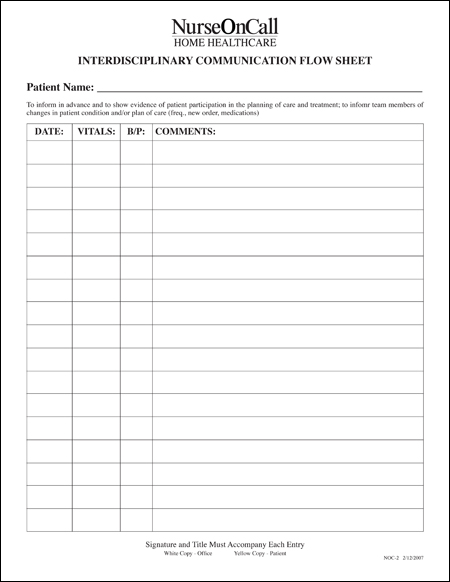 NurseOnCall
HOME HEALTHCARE
INTERDISCIPLINARY COMMUNICATION FLOW SHEET
Patient Name:
To inform in advance and to show evidence of patient participation in the planning of care and treatment; to infomr team members of
changes in patient condition and/or plan of care (freq., new order, medications)
DATE: VITALS: B/P: COMMENTS:
Signature and Title Must Accompany Each Entry
White Copy - Office Yellow Copy - Patient
NOC-2 2/12/2007